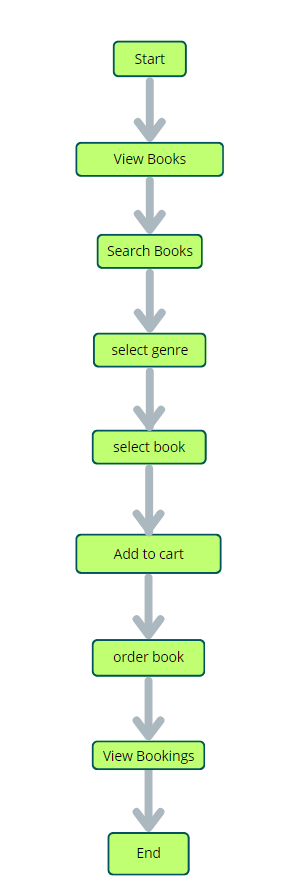 Start
View Books
Search Books
select genre
select book
Add to cart
order book
View Bookings
End